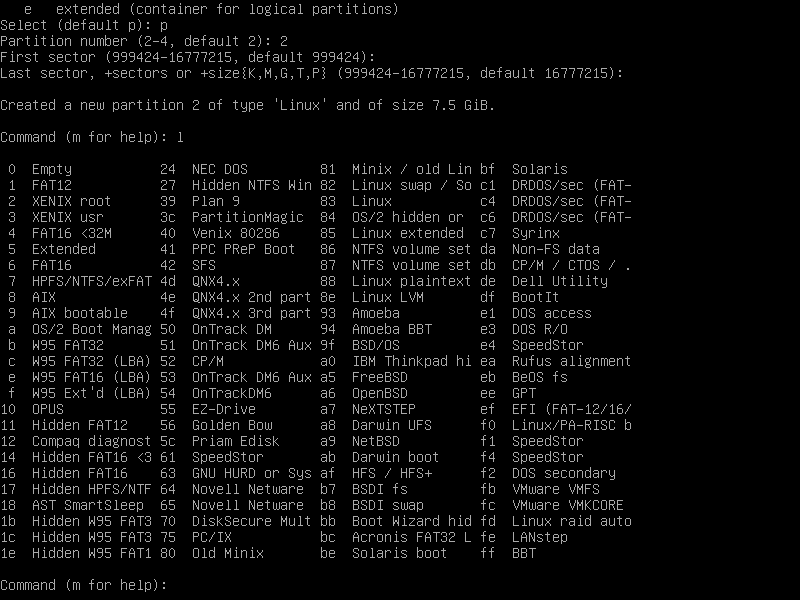 e   extended (container for logical partitions)
Select (default p): p
Partition number (2-4, default 2): 2
First sector (999424-16777215, default 999424):
Last sector, +sectors or +size{K,M,G,T,P} (999424-16777215, default 16777215):

Created a new partition 2 of type 'Linux' and of size 7.5 GiB.

Command (m for help): l

 0  Empty           24  NEC DOS         81  Minix / old Lin bf  Solaris
 1  FAT12           27  Hidden NTFS Win 82  Linux swap / So c1  DRDOS/sec (FAT-
 2  XENIX root      39  Plan 9          83  Linux           c4  DRDOS/sec (FAT-
 3  XENIX usr       3c  PartitionMagic  84  OS/2 hidden or  c6  DRDOS/sec (FAT-
 4  FAT16 <32M      40  Venix 80286     85  Linux extended  c7  Syrinx
 5  Extended        41  PPC PReP Boot   86  NTFS volume set da  Non-FS data
 6  FAT16           42  SFS             87  NTFS volume set db  CP/M / CTOS / .
 7  HPFS/NTFS/exFAT 4d  QNX4.x          88  Linux plaintext de  Dell Utility
 8  AIX             4e  QNX4.x 2nd part 8e  Linux LVM       df  BootIt
 9  AIX bootable    4f  QNX4.x 3rd part 93  Amoeba          e1  DOS access
 a  OS/2 Boot Manag 50  OnTrack DM      94  Amoeba BBT      e3  DOS R/O
 b  W95 FAT32       51  OnTrack DM6 Aux 9f  BSD/OS          e4  SpeedStor
 c  W95 FAT32 (LBA) 52  CP/M            a0  IBM Thinkpad hi ea  Rufus alignment
 e  W95 FAT16 (LBA) 53  OnTrack DM6 Aux a5  FreeBSD         eb  BeOS fs
 f  W95 Ext'd (LBA) 54  OnTrackDM6      a6  OpenBSD         ee  GPT
10  OPUS            55  EZ-Drive        a7  NeXTSTEP        ef  EFI (FAT-12/16/
11  Hidden FAT12    56  Golden Bow      a8  Darwin UFS      f0  Linux/PA-RISC b
12  Compaq diagnost 5c  Priam Edisk     a9  NetBSD          f1  SpeedStor
14  Hidden FAT16 <3 61  SpeedStor       ab  Darwin boot     f4  SpeedStor
16  Hidden FAT16    63  GNU HURD or Sys af  HFS / HFS+      f2  DOS secondary
17  Hidden HPFS/NTF 64  Novell Netware  b7  BSDI fs         fb  VMware VMFS
18  AST SmartSleep  65  Novell Netware  b8  BSDI swap       fc  VMware VMKCORE
1b  Hidden W95 FAT3 70  DiskSecure Mult bb  Boot Wizard hid fd  Linux raid auto
1c  Hidden W95 FAT3 75  PC/IX           bc  Acronis FAT32 L fe  LANstep
1e  Hidden W95 FAT1 80  Old Minix       be  Solaris boot    ff  BBT

Command (m for help):